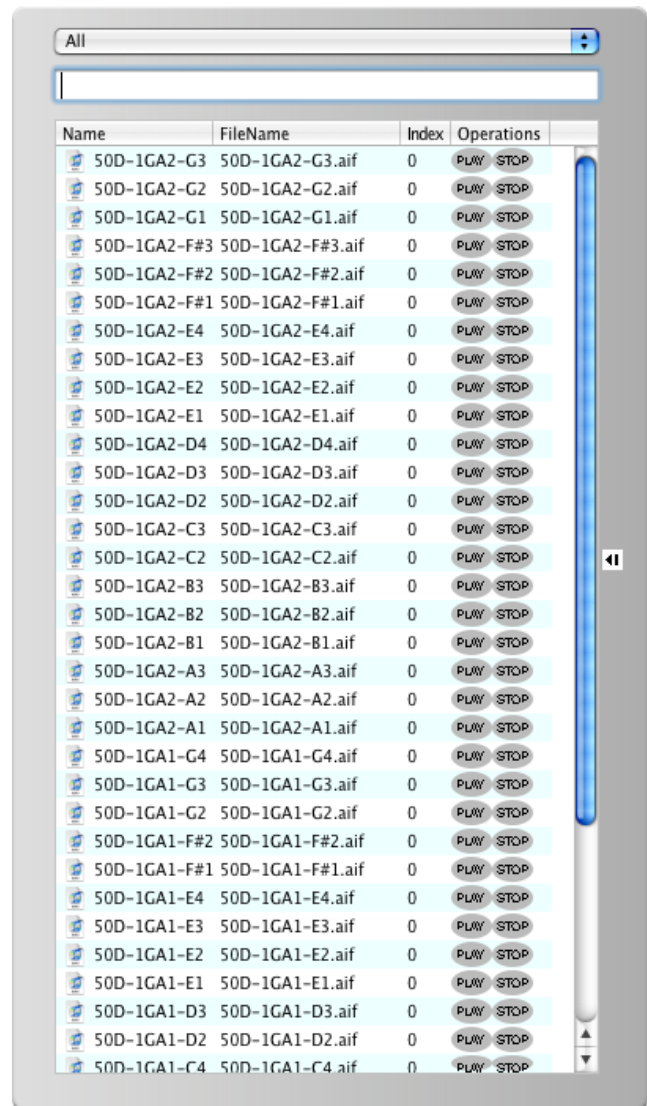 All
Name FileName Index Operations
50D-1GA2-G3 50D-1GA2-G3.aif 0 PLAY STOP
50D-1GA2-G2 50D-1GA2-G2.aif 0 PLAY STOP
50D-1GA2-G1 50D-1GA2-G1.aif 0 PLAY STOP
50D-1GA2-F#3 50D-1GA2-F#3.aif 0 PLAY STOP
50D-1GA2-F#2 50D-1GA2-F#2.aif 0 PLAY STOP
50D-1GA2-F#1 50D-1GA2-F#1.aif 0 PLAY STOP
50D-1GA2-E4 50D-1GA2-E4.aif 0 PLAY STOP
50D-1GA2-E3 50D-1GA2-E3.aif 0 PLAY STOP
50D-1GA2-E2 50D-1GA2-E2.aif 0 PLAY STOP
50D-1GA2-E1 50D-1GA2-E1.aif 0 PLAY STOP
50D-1GA2-D4 50D-1GA2-D4.aif 0 PLAY STOP
50D-1GA2-D3 50D-1GA2-D3.aif 0 PLAY STOP
50D-1GA2-D2 50D-1GA2-D2.aif 0 PLAY STOP
50D-1GA2-C3 50D-1GA2-C3.aif 0 PLAY STOP
50D-1GA2-C2 50D-1GA2-C2.aif 0 PLAY STOP
50D-1GA2-B3 50D-1GA2-B3.aif 0 PLAY STOP
50D-1GA2-B2 50D-1GA2-B2.aif 0 PLAY STOP
50D-1GA2-B1 50D-1GA2-B1.aif 0 PLAY STOP
50D-1GA2-A3 50D-1GA2-A3.aif 0 PLAY STOP
50D-1GA2-A2 50D-1GA2-A2.aif 0 PLAY STOP
50D-1GA2-A1 50D-1GA2-A1.aif 0 PLAY STOP
50D-1GA1-G4 50D-1GA1-G4.aif 0 PLAY STOP
50D-1GA1-G3 50D-1GA1-G3.aif 0 PLAY STOP
50D-1GA1-G2 50D-1GA1-G2.aif 0 PLAY STOP
50D-1GA1-F#2 50D-1GA1-F#2.aif 0 PLAY STOP
50D-1GA1-F#1 50D-1GA1-F#1.aif 0 PLAY STOP
50D-1GA1-E4 50D-1GA1-E4.aif 0 PLAY STOP
50D-1GA1-E3 50D-1GA1-E3.aif 0 PLAY STOP
50D-1GA1-E2 50D-1GA1-E2.aif 0 PLAY STOP
50D-1GA1-E1 50D-1GA1-E1.aif 0 PLAY STOP
50D-1GA1-D3 50D-1GA1-D3.aif 0 PLAY STOP
50D-1GA1-D2 50D-1GA1-D2.aif 0 PLAY STOP
50D-1GA1-C4 50D-1GA1-C4.aif 0 PLAY STOP